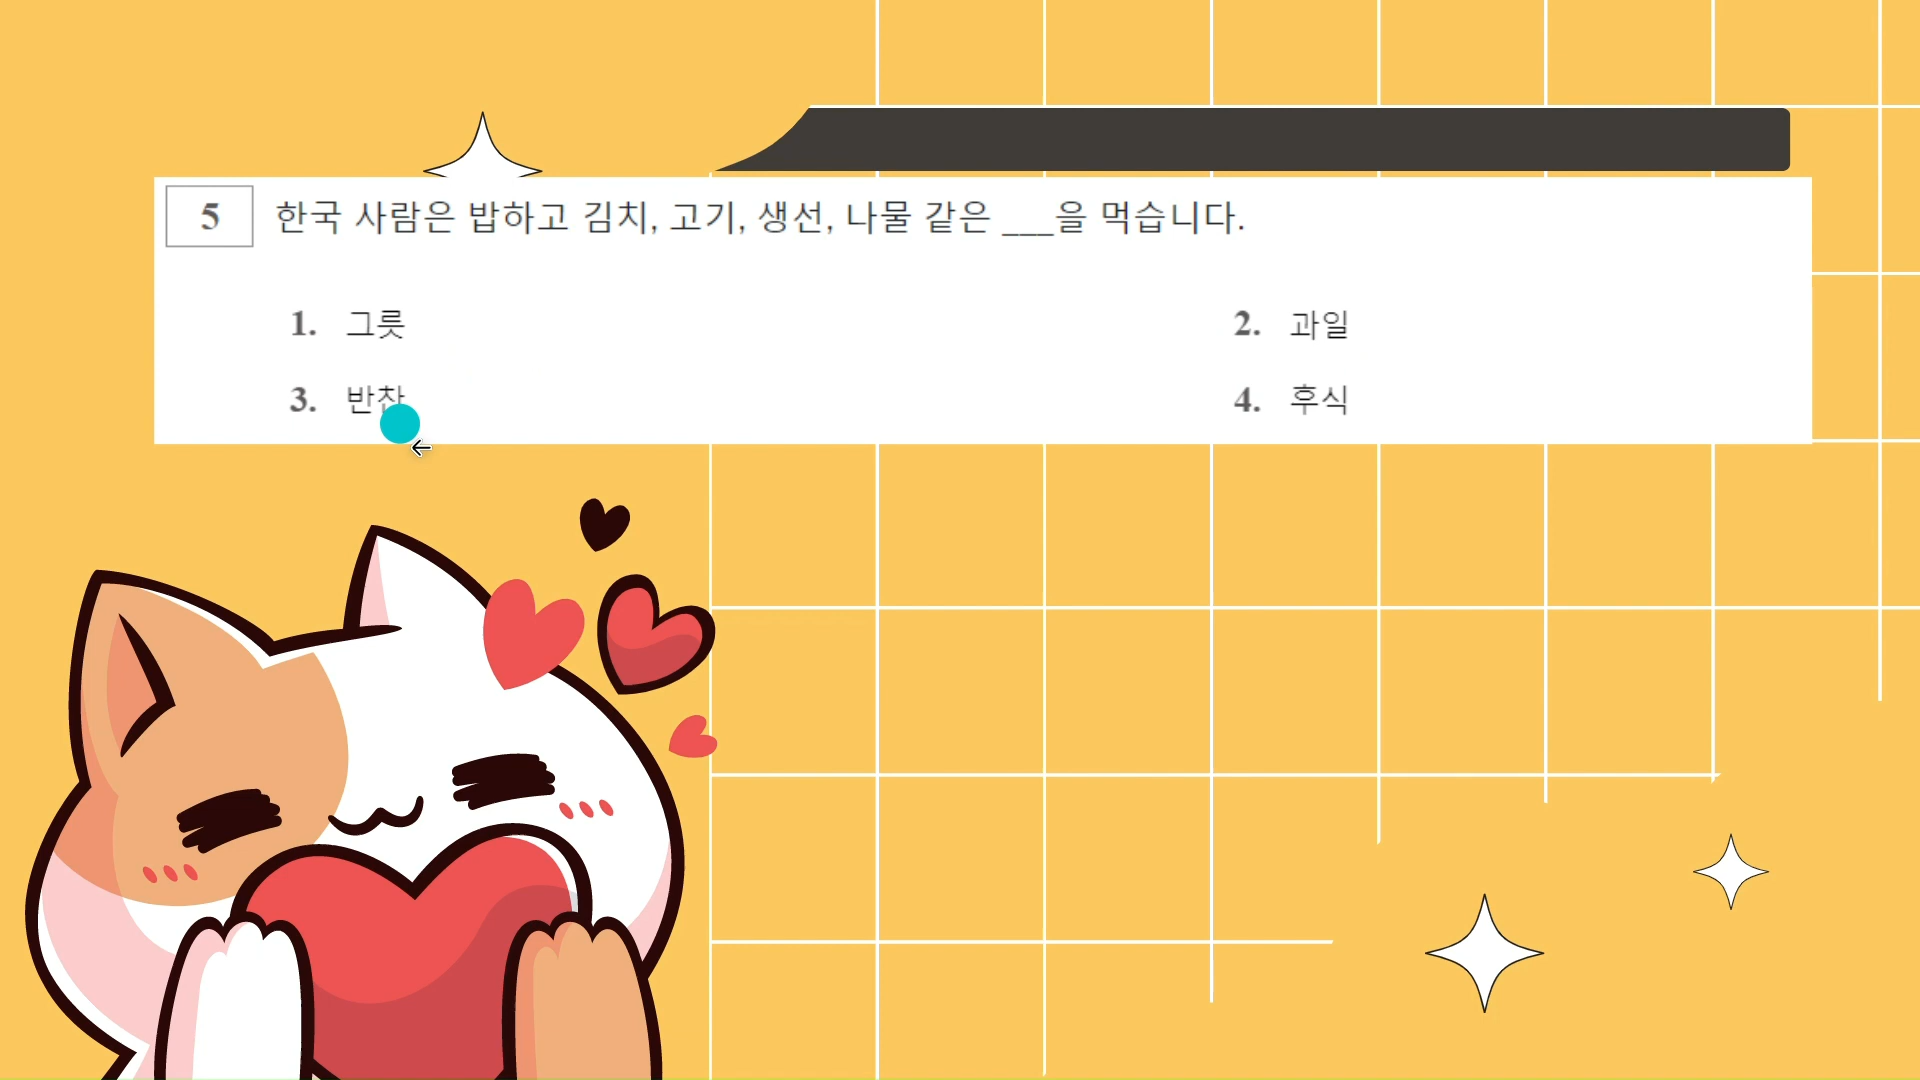 5 한국 사람은 밥하고 김치, 고기, 생선, 나물 같은 ___을 먹습니다.
1. 그릇 2. 과일
3. 반찬 4. 후식